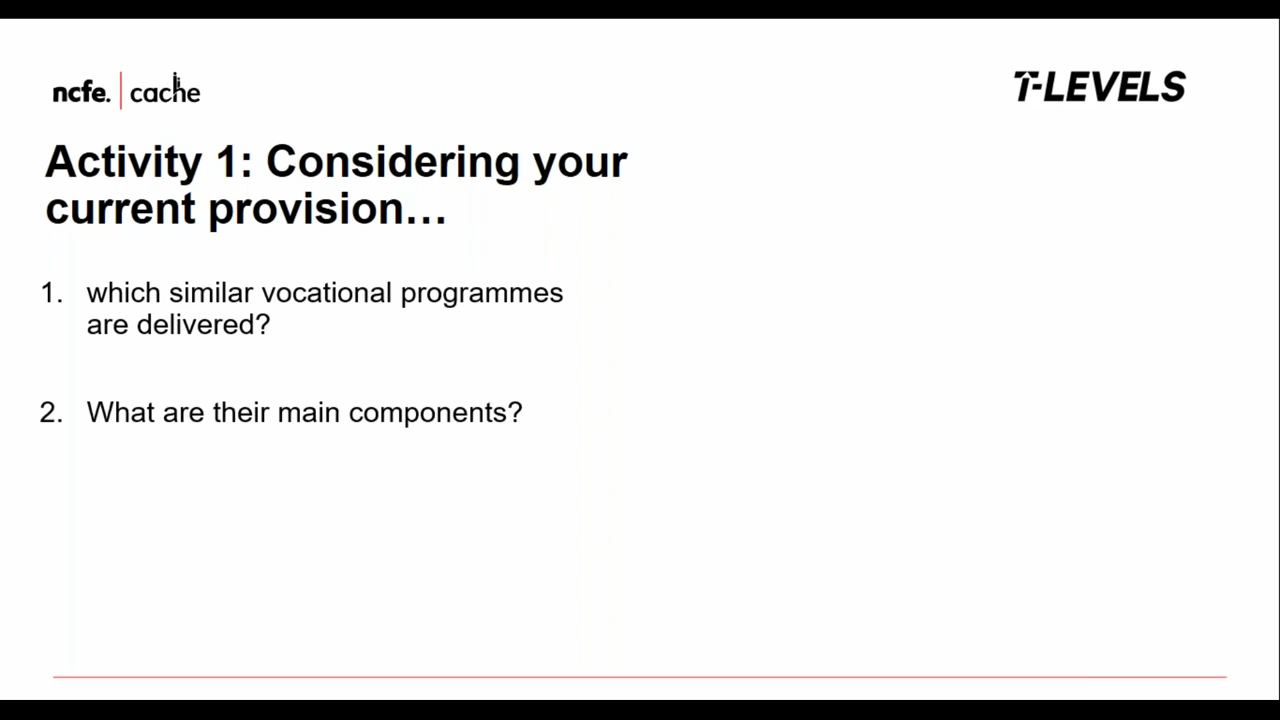 ncfe. cache
T-LEVELS
Activity 1: Considering your
current provision…
1. which similar vocational programmes
are delivered?
2. What are their main components?